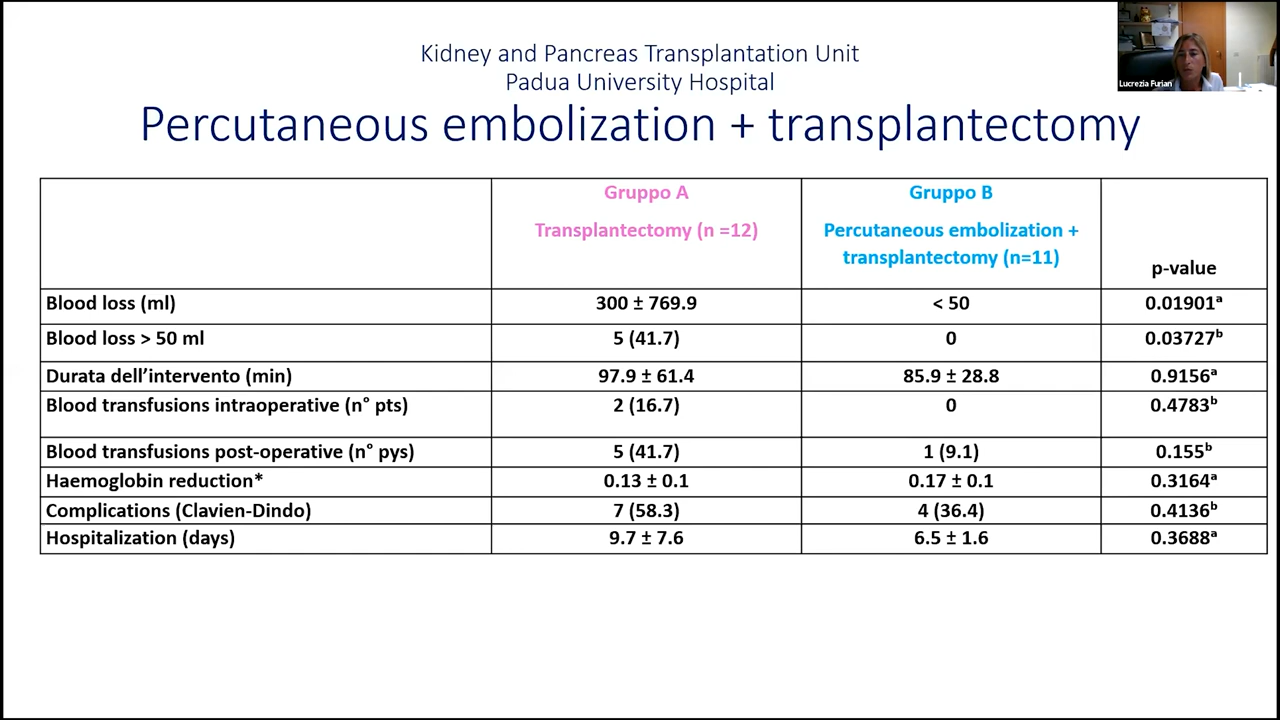 Kidney and Pancreas Transplantation Unit
Padua University Hospital
Percutaneous embolization + transplantectomy
Lucrezia Furian
Gruppo A
Transplantectomy (n =12)
Gruppo B
Percutaneous embolization +
transplantectomy (n=11)
p-value
Blood loss (ml) 300 ± 769.9 < 50 0.01901ᵃ
Blood loss > 50 ml 5 (41.7) 0 0.03727ᵇ
Durata dell’intervento (min) 97.9 ± 61.4 85.9 ± 28.8 0.9156ᵃ
Blood transfusions intraoperative (n° pts) 2 (16.7) 0 0.4783ᵇ
Blood transfusions post-operative (n° pys) 5 (41.7) 1 (9.1) 0.155ᵇ
Haemoglobin reduction* 0.13 ± 0.1 0.17 ± 0.1 0.3164ᵃ
Complications (Clavien-Dindo) 7 (58.3) 4 (36.4) 0.4136ᵇ
Hospitalization (days) 9.7 ± 7.6 6.5 ± 1.6 0.3688ᵃ